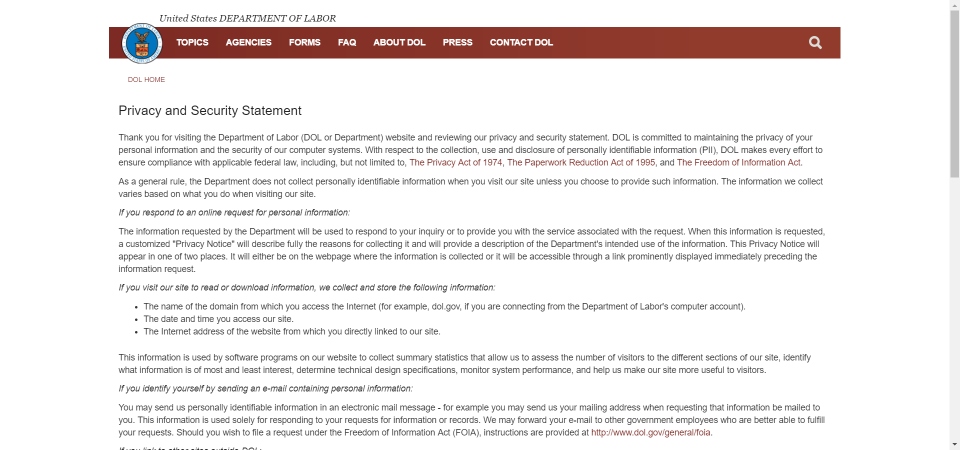 United States DEPARTMENT OF LABOR
TOPICS AGENCIES FORMS FAQ ABOUT DOL PRESS CONTACT DOL
DOL HOME
Privacy and Security Statement
Thank you for visiting the Department of Labor (DOL or Department) website and reviewing our privacy and security statement. DOL is committed to maintaining the privacy of your
personal information and the security of our computer systems. With respect to the collection, use and disclosure of personally identifiable information (PII), DOL makes every effort to
ensure compliance with applicable federal law, including, but not limited to, The Privacy Act of 1974, The Paperwork Reduction Act of 1995, and The Freedom of Information Act.
As a general rule, the Department does not collect personally identifiable information when you visit our site unless you choose to provide such information. The information we collect
varies based on what you do when visiting our site.
If you respond to an online request for personal information:
The information requested by the Department will be used to respond to your inquiry or to provide you with the service associated with the request. When this information is requested,
a customized "Privacy Notice" will describe fully the reasons for collecting it and will provide a description of the Department's intended use of the information. This Privacy Notice will
appear in one of two places. It will either be on the webpage where the information is collected or it will be accessible through a link prominently displayed immediately preceding the
information request.
If you visit our site to read or download information, we collect and store the following information:
• The name of the domain from which you access the Internet (for example, dol.gov, if you are connecting from the Department of Labor's computer account).
• The date and time you access our site.
• The Internet address of the website from which you directly linked to our site.
This information is used by software programs on our website to collect summary statistics that allow us to assess the number of visitors to the different sections of our site, identify
what information is of most and least interest, determine technical design specifications, monitor system performance, and help us make our site more useful to visitors.
If you identify yourself by sending an e-mail containing personal information:
You may send us personally identifiable information in an electronic mail message - for example you may send us your mailing address when requesting that information be mailed to
you. This information is used solely for responding to your requests for information or records. We may forward your e-mail to other government employees who are better able to fulfill
your requests. Should you wish to file a request under the Freedom of Information Act (FOIA), instructions are provided at http://www.dol.gov/general/foia.
If you link to other sites outside DOL: